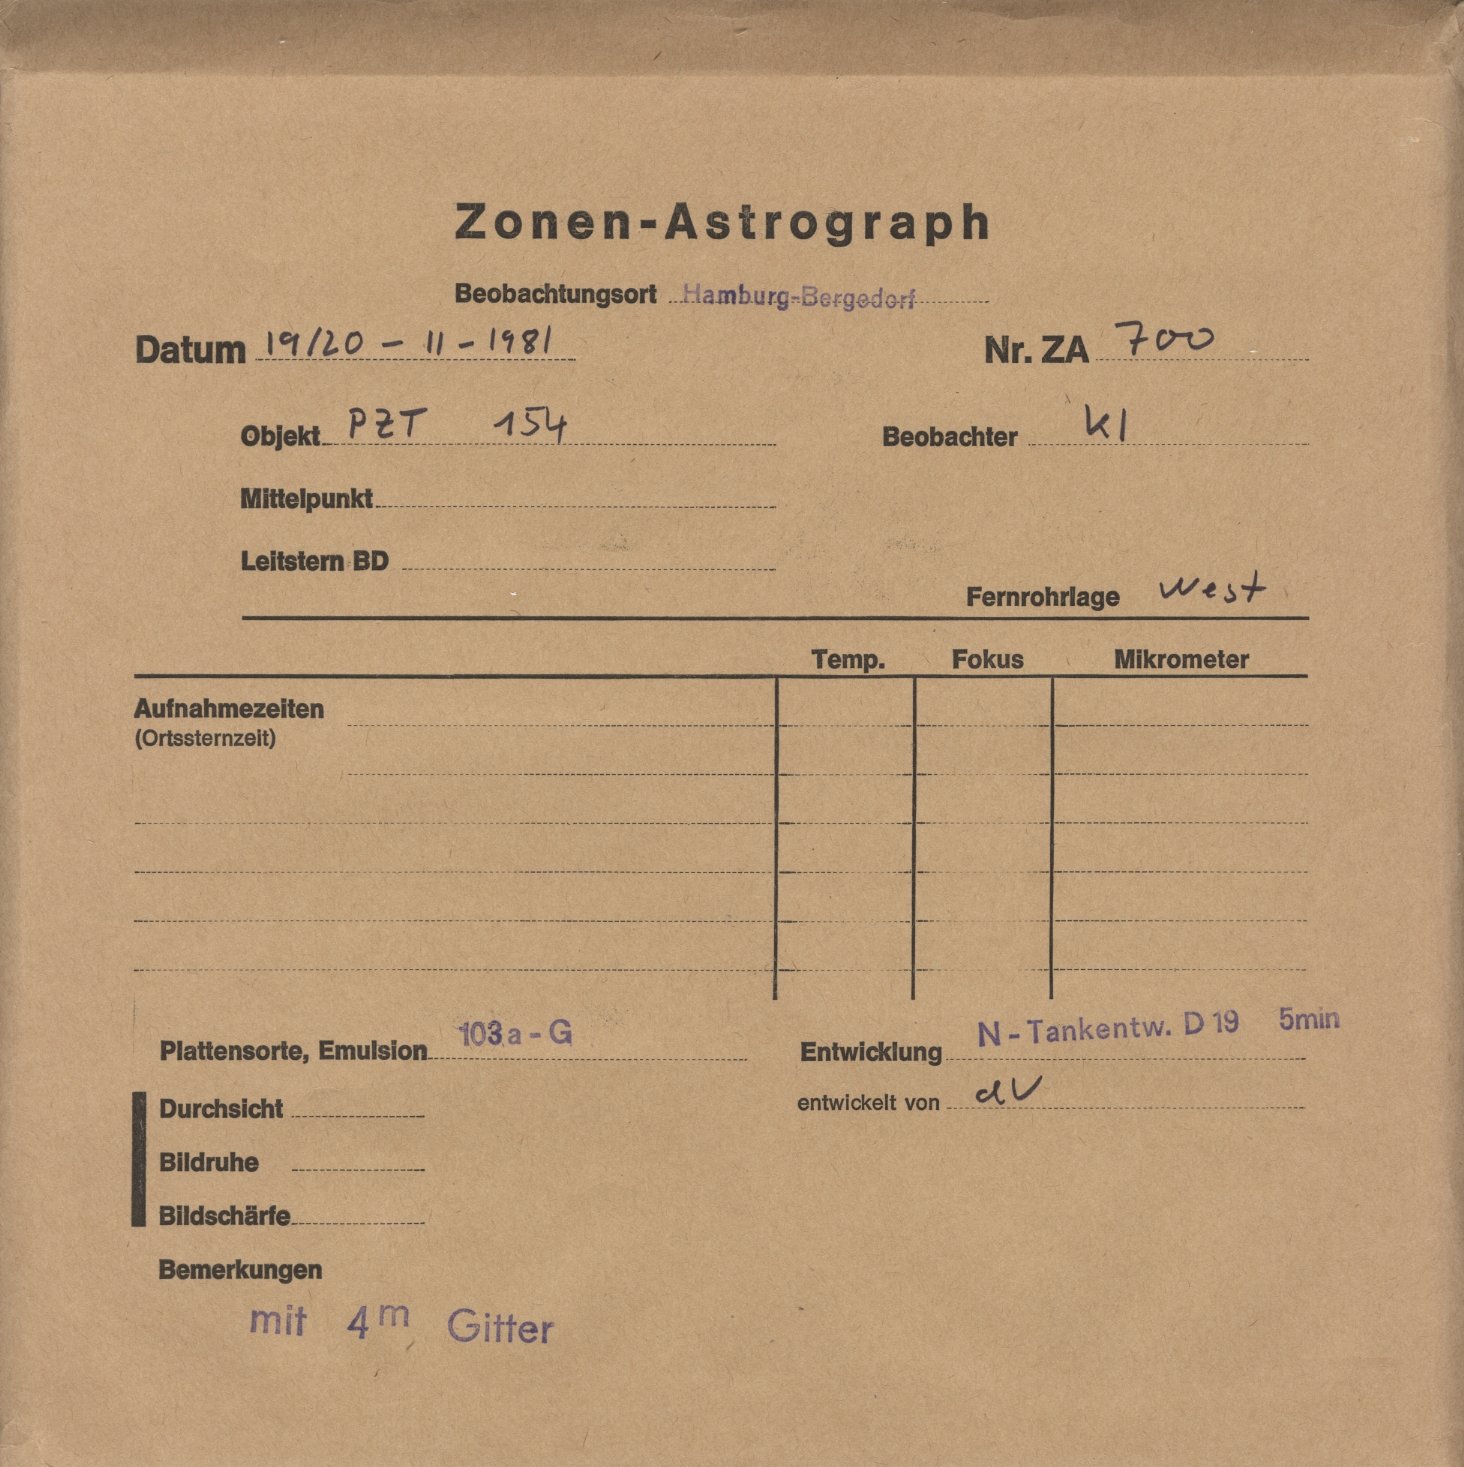 Zonen-Astrograph
Beobachtungsort Hamburg-Bergedorf
Datum 19/20 - 11 - 1981 Nr. ZA 700
Objekt PZT 154 Beobachter Kl
Mittelpunkt
Leitstern BD
Fernrohrlage West
Temp. Fokus Mikrometer
Aufnahmezeiten
(Ortssternzeit)
Plattensorte, Emulsion 103a-G Entwicklung N-Tankentw. D 19 5min
Durchsicht entwickelt von dV
Bildruhe
Bildschärfe
Bemerkungen
mit 4m Gitter